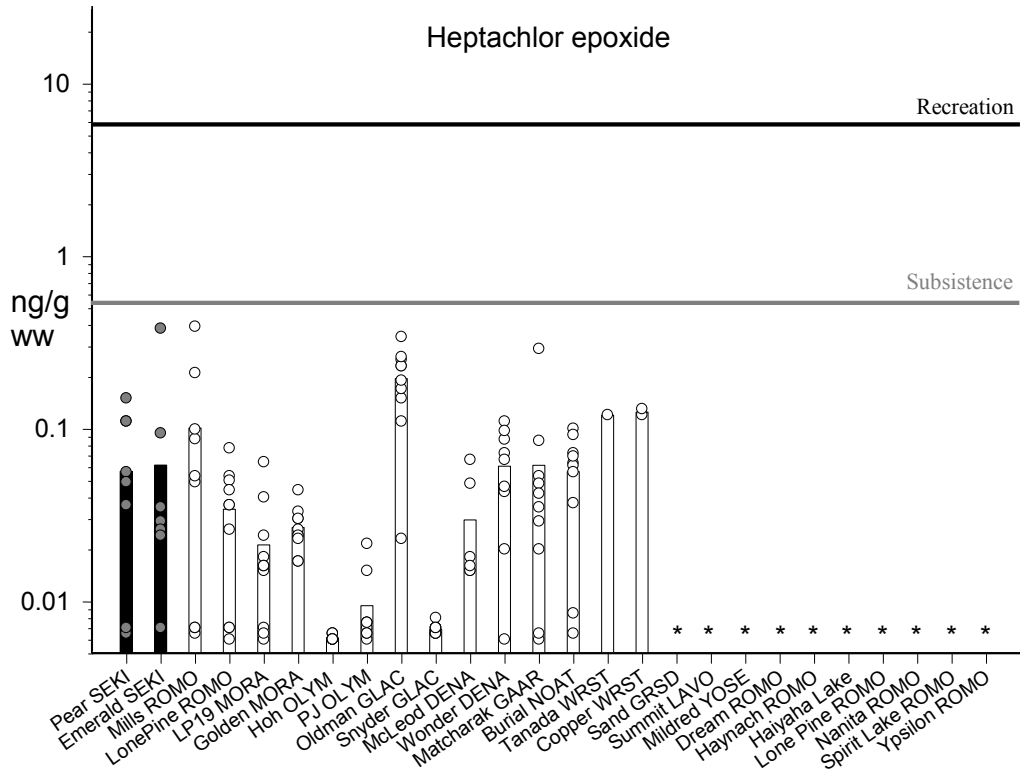 Heptachlor epoxide
10
Recreation
1
Subsistence
ng/g
ww
0.1
0.01
* * * * * * * * * *
Pear SEKI
Emerald SEKI
Mills ROMO
LonePine ROMO
LP19 MORA
Golden MORA
Hoh OLYM
PJ OLYM
Oldman GLAC
Snyder GLAC
McLeod DENA
Wonder DENA
Matcharak GAAR
Burial NOAT
Tanada WRST
Copper WRST
Sand GRSD
Summit LAVO
Mildred YOSE
Dream ROMO
Haynach ROMO
Haiyaha Lake
Lone Pine ROMO
Nanita ROMO
Spirit Lake ROMO
Ypsilon ROMO